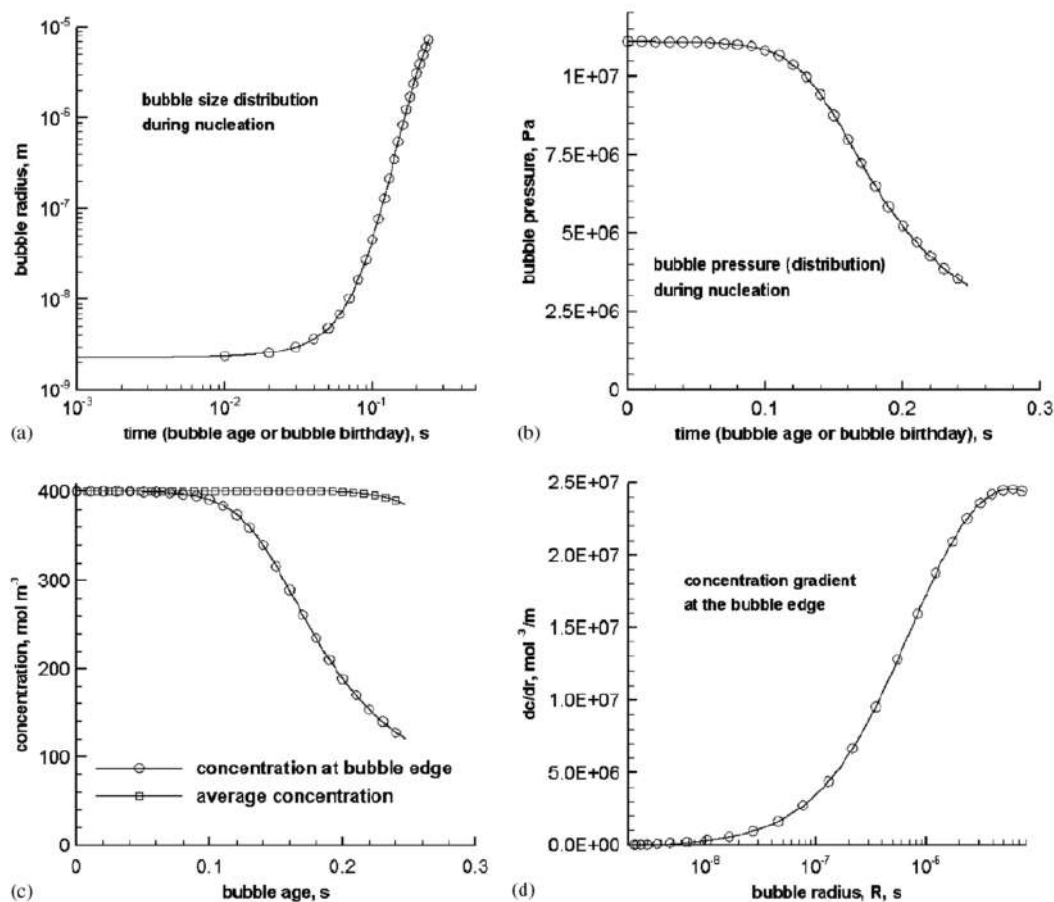 10⁻⁵
10⁻⁶
10⁻⁷
10⁻⁸
10⁻⁹
bubble radius, m
bubble size distribution
during nucleation
10⁻³
10⁻²
10⁻¹
(a)
time (bubble age or bubble birthday), s
1E+07
7.5E+06
5E+06
2.5E+06
0
bubble pressure, Pa
bubble pressure (distribution)
during nucleation
0
0.1
0.2
0.3
(b)
time (bubble age or bubble birthday), s
400
300
200
100
0
concentration, mol m⁻³
concentration at bubble edge
average concentration
0
0.1
0.2
0.3
(c)
bubble age, s
2.5E+07
2.0E+07
1.5E+07
1.0E+07
5.0E+06
0.0E+00
dc/dr, mol⁻³/m
concentration gradient
at the bubble edge
10⁻⁸
10⁻⁷
10⁻⁶
(d)
bubble radius, R, s